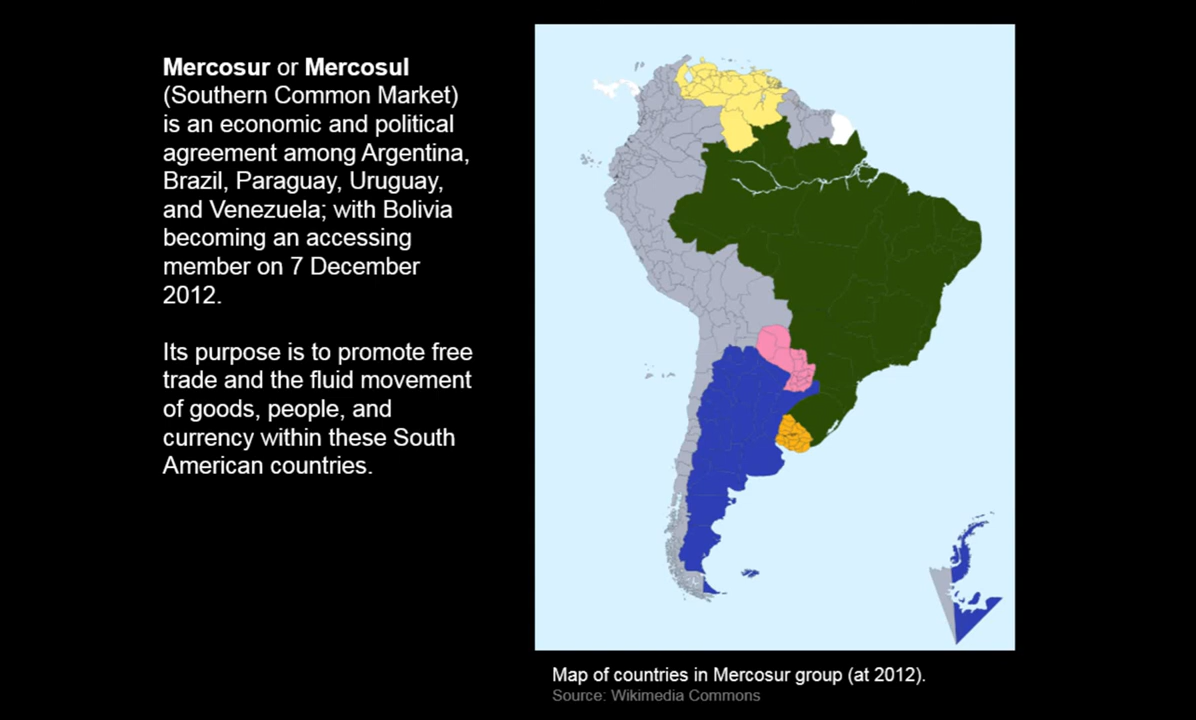 Mercosur or Mercosul
(Southern Common Market)
is an economic and political
agreement among Argentina,
Brazil, Paraguay, Uruguay,
and Venezuela; with Bolivia
becoming an accessing
member on 7 December
2012.
Its purpose is to promote free
trade and the fluid movement
of goods, people, and
currency within these South
American countries.
Map of countries in Mercosur group (at 2012).
Source: Wikimedia Commons